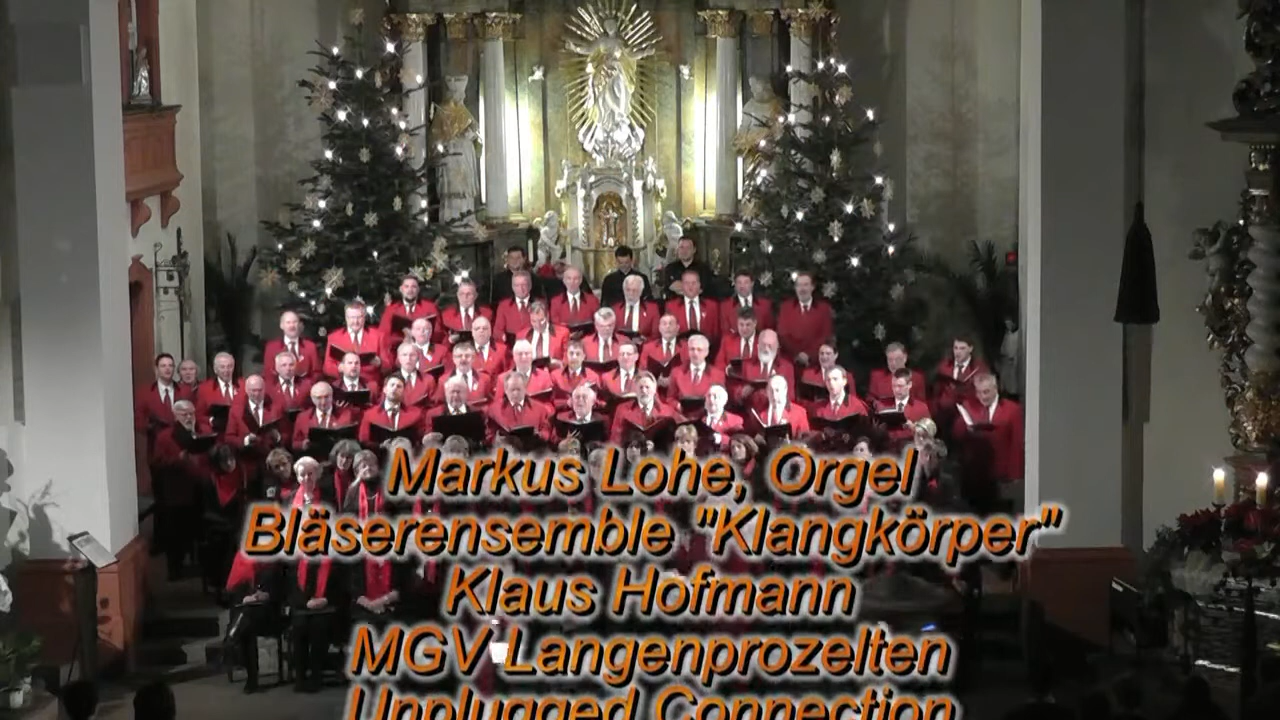 Markus Lohe, Orgel
Bläserensemble "Klangkörper"
Klaus Hofmann
MGV Langenprozelten
Unplugged Connection